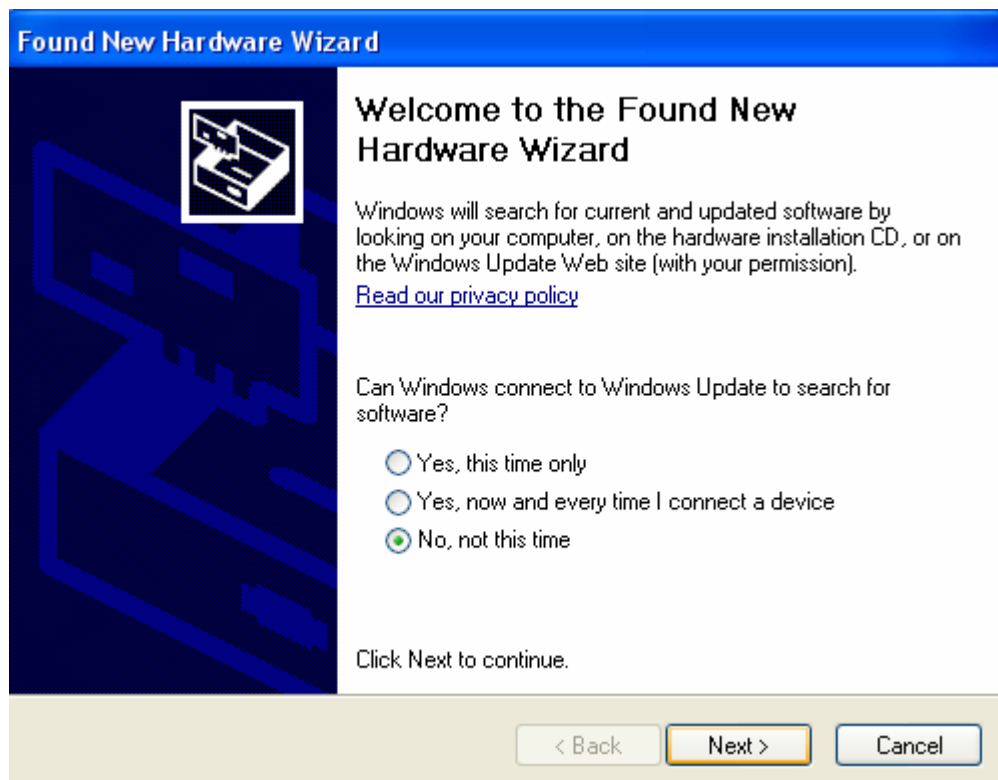 Found New Hardware Wizard
Welcome to the Found New
Hardware Wizard
Windows will search for current and updated software by
looking on your computer, on the hardware installation CD, or on
the Windows Update Web site (with your permission).
Read our privacy policy
Can Windows connect to Windows Update to search for
software?
Yes, this time only
Yes, now and every time I connect a device
No, not this time
Click Next to continue.
< Back Next > Cancel